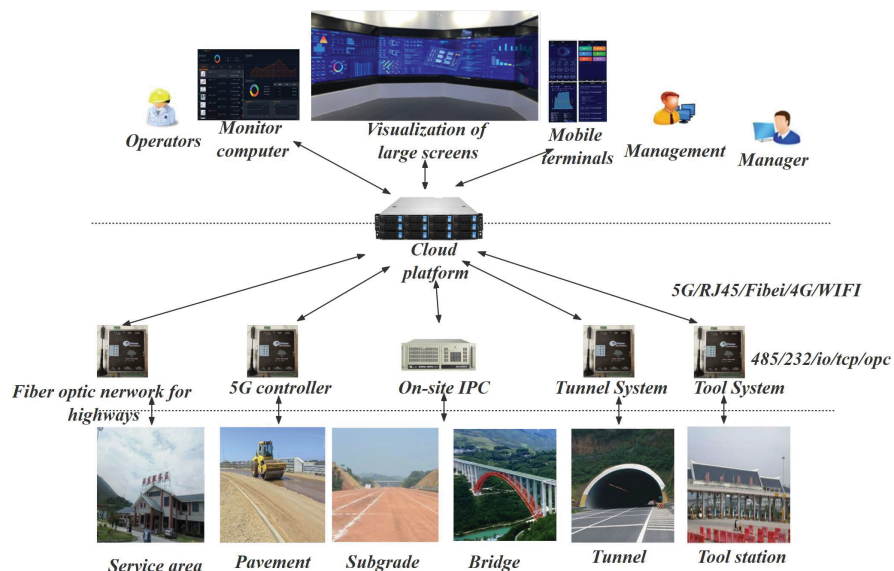 Operators
Monitor
computer
Visualization of
large screens
Mobile
terminals
Management
Manager
Cloud
platform
5G/RJ45/Fibei/4G/WIFI
485/232/io/tcp/opc
Fiber optic nerwork for
highways
5G controller
On-site IPC
Tunnel System
Tool System
Service area
Pavement
Subgrade
Bridge
Tunnel
Tool station